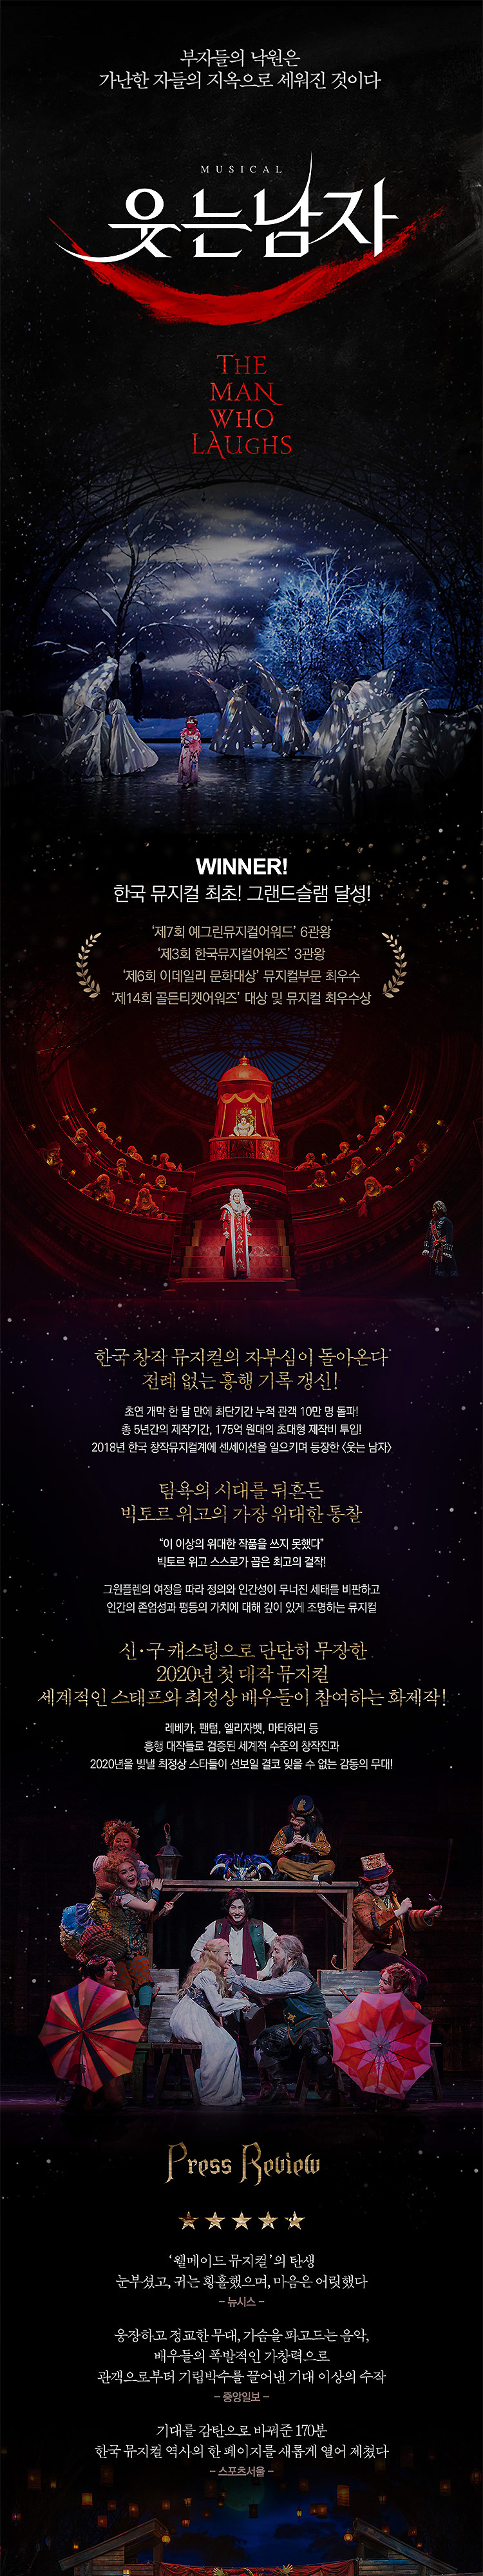 부자들의 낙원은
가난한 자들의 지옥으로 세워진 것이다
MUSICAL
웃는남자
THE
MAN
WHO
LAUGHS
WINNER!
한국 뮤지컬 최초! 그랜드슬램 달성!
‘제7회 예그린뮤지컬어워드’ 6관왕
‘제3회 한국뮤지컬어워즈’ 3관왕
‘제6회 이데일리 문화대상’ 뮤지컬부문 최우수
‘제14회 골든티켓어워즈’ 대상 및 뮤지컬 최우수상
한국 창작 뮤지컬의 자부심이 돌아온다
전례 없는 흥행 기록 갱신!
초연 개막 한 달 만에 최단기간 누적 관객 10만 명 돌파!
총 5년간의 제작기간, 175억 원대의 초대형 제작비 투입!
2018년 한국 창작뮤지컬계에 센세이션을 일으키며 등장한 <웃는 남자>
탐욕의 시대를 뒤흔든
빅토르 위고의 가장 위대한 통찰
“이 이상의 위대한 작품을 쓰지 못했다”
빅토르 위고 스스로가 꼽은 최고의 걸작!
그윈플렌의 여정을 따라 정의와 인간성이 무너진 세태를 비판하고
인간의 존엄성과 평등의 가치에 대해 깊이 있게 조명하는 뮤지컬
신·구 캐스팅으로 단단히 무장한
2020년 첫 대작 뮤지컬
세계적인 스태프와 최정상 배우들이 참여하는 화제작!
레베카, 팬텀, 엘리자벳, 마타하리 등
흥행 대작들로 검증된 세계적 수준의 창작진과
2020년을 빛낼 최정상 스타들이 선보일 결코 잊을 수 없는 감동의 무대!
Press Review
‘웰메이드 뮤지컬’의 탄생
눈부셨고, 귀는 황홀했으며, 마음은 어릿했다
- 뉴시스 -
웅장하고 정교한 무대, 가슴을 파고드는 음악,
배우들의 폭발적인 가창력으로
관객으로부터 기립박수를 끌어낸 기대 이상의 수작
- 중앙일보 -
기대를 감탄으로 바꿔준 170분
한국 뮤지컬 역사의 한 페이지를 새롭게 열어 제쳤다
- 스포츠서울 -